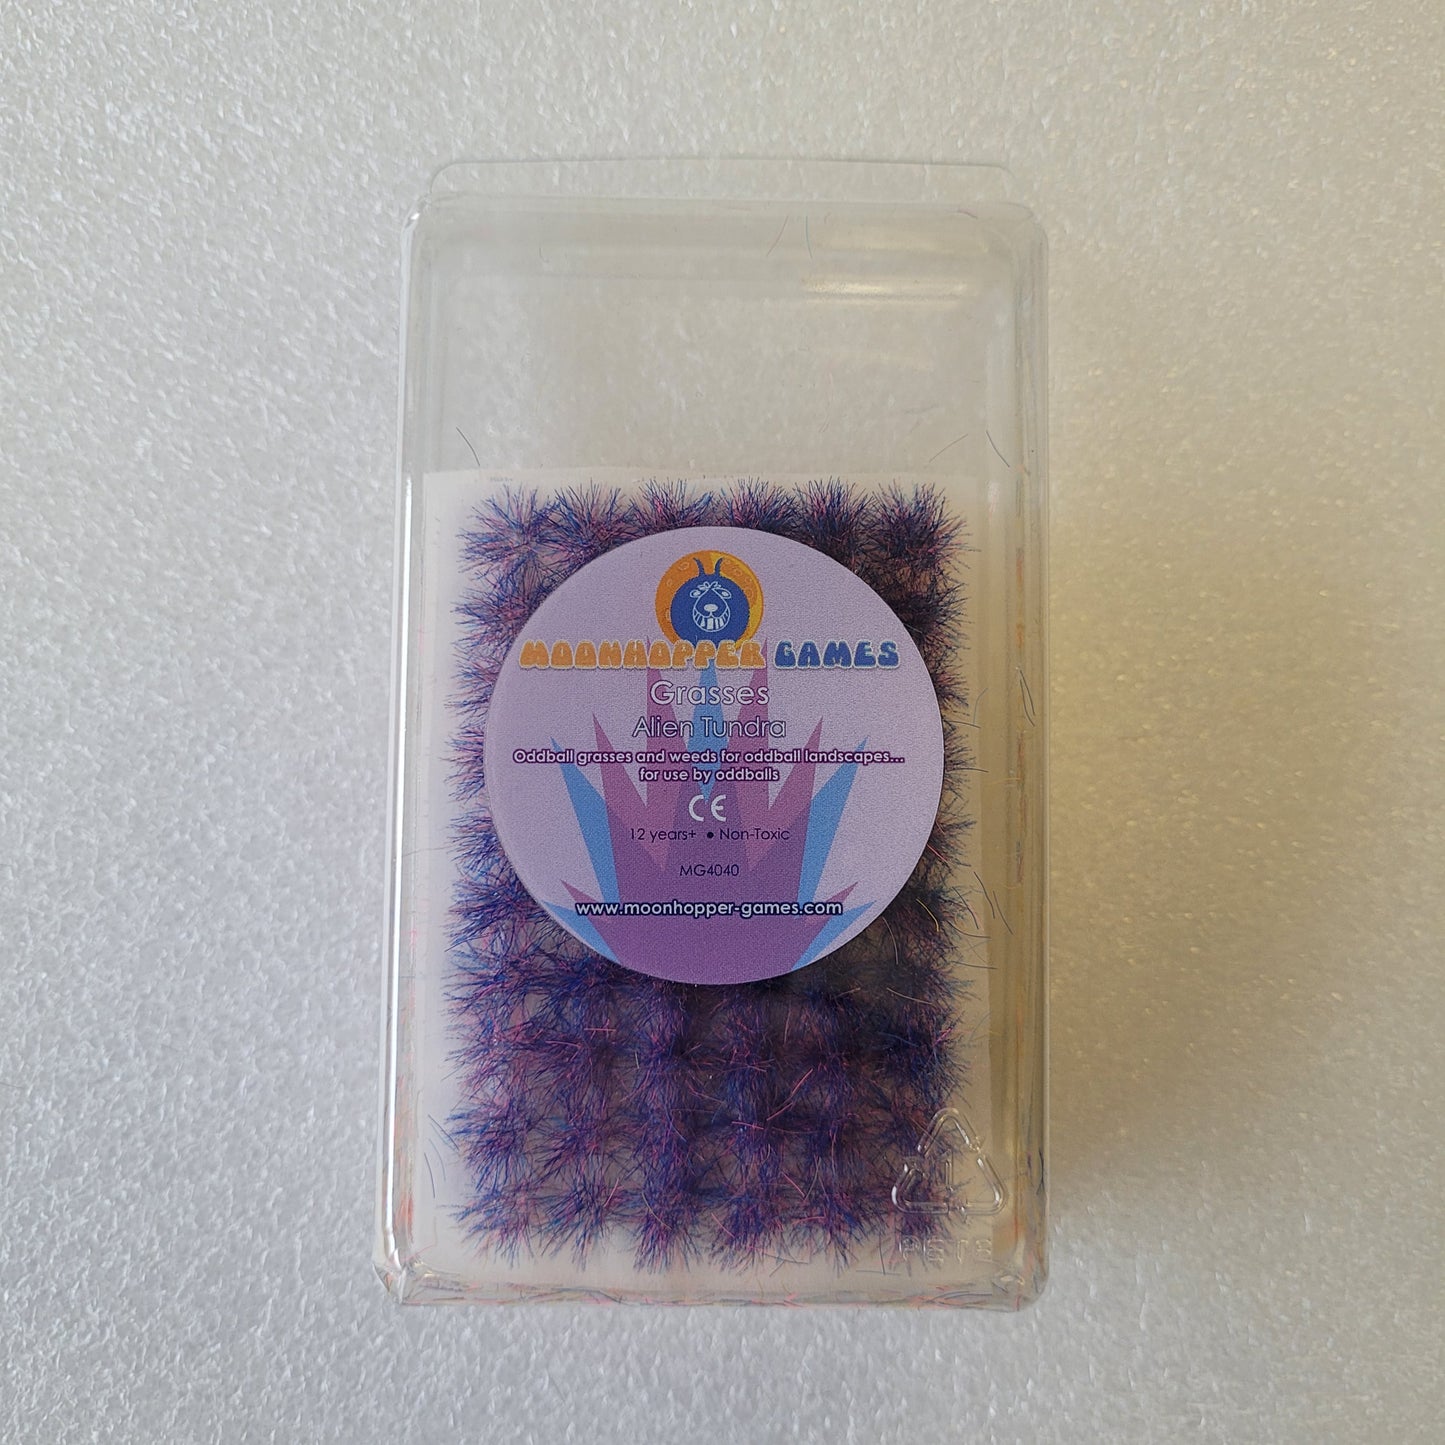 MOONHOPPER GAMES
Grasses
Alien Tundra
Oddball grasses and weeds for oddball landscapes...
for use by oddballs
CE
12 years+ • Non-Toxic
MG4040
www.moonhopper-games.com
1